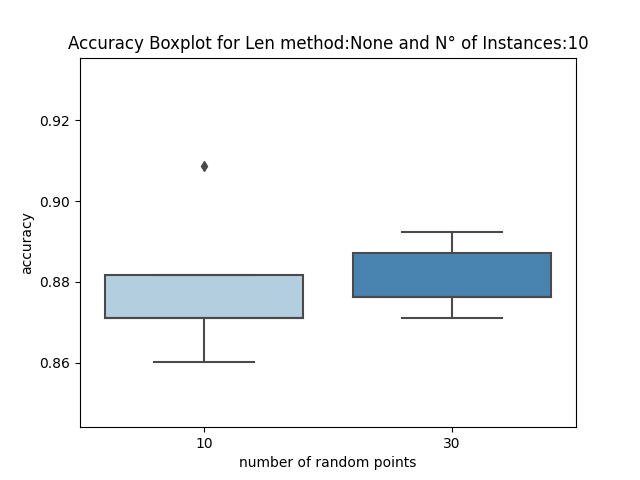 Accuracy Boxplot for Len method:None and N° of Instances:10
0.92
0.90
0.88
0.86
accuracy
10
30
number of random points